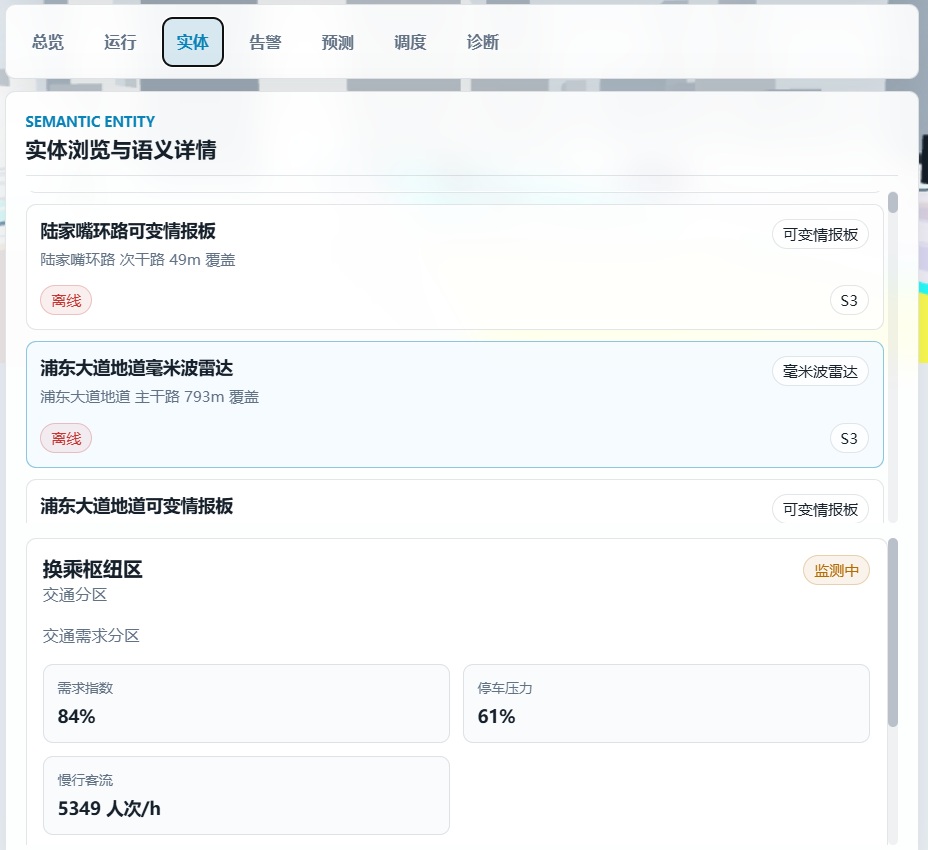 总览 运行 实体 告警 预测 调度 诊断
SEMANTIC ENTITY
实体浏览与语义详情
陆家嘴环路可变情报板 可变情报板
陆家嘴环路 次干路 49m 覆盖
离线 S3
浦东大道地道毫米波雷达 毫米波雷达
浦东大道地道 主干路 793m 覆盖
离线 S3
浦东大道地道可变情报板 可变情报板
换乘枢纽区 监测中
交通分区
交通需求分区
需求指数 停车压力
84% 61%
慢行客流
5349 人次/h